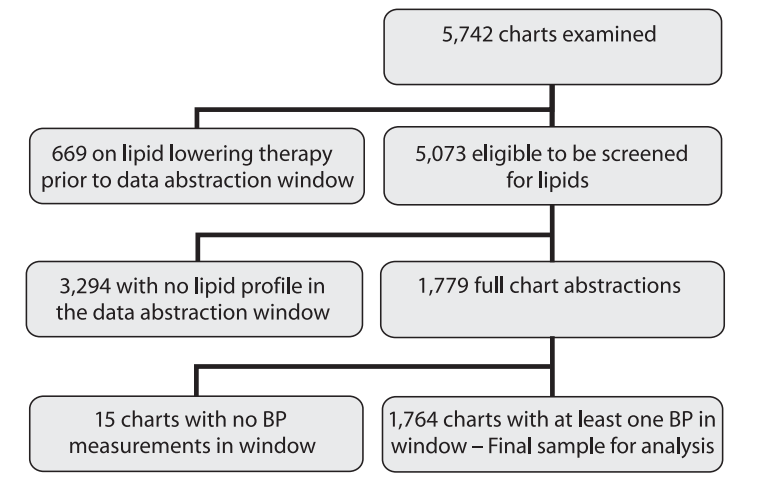 5,742 charts examined
669 on lipid lowering therapy
prior to data abstraction window
5,073 eligible to be screened
for lipids
3,294 with no lipid profile in
the data abstraction window
1,779 full chart abstractions
15 charts with no BP
measurements in window
1,764 charts with at least one BP in
window – Final sample for analysis